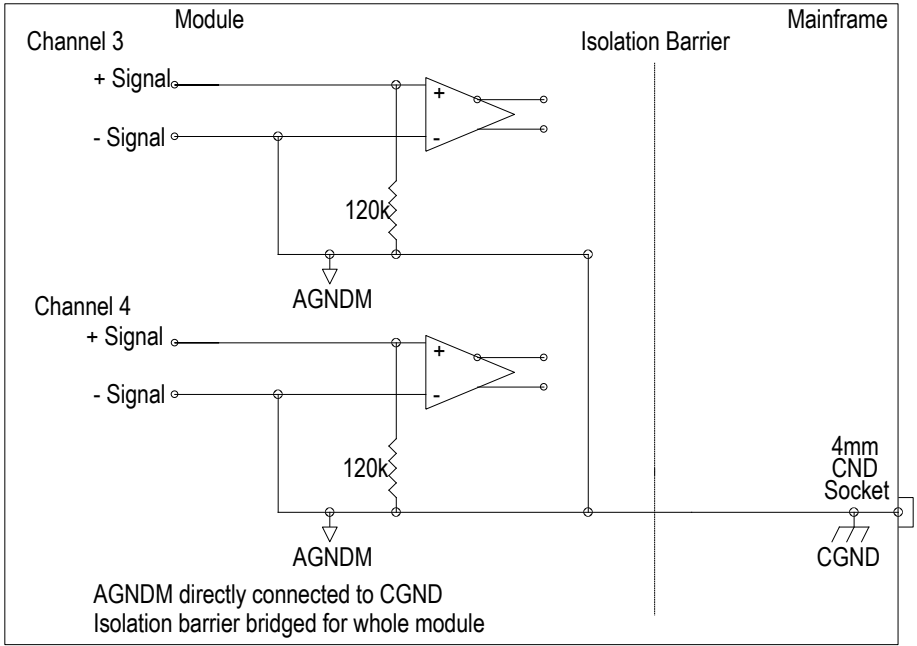 Module
Mainframe
Channel 3
Isolation Barrier
+ Signal
+
- Signal
-
120k
AGNDM
Channel 4
+ Signal
+
- Signal
-
120k
4mm
CND
Socket
AGNDM
CGND
AGNDM directly connected to CGND
Isolation barrier bridged for whole module